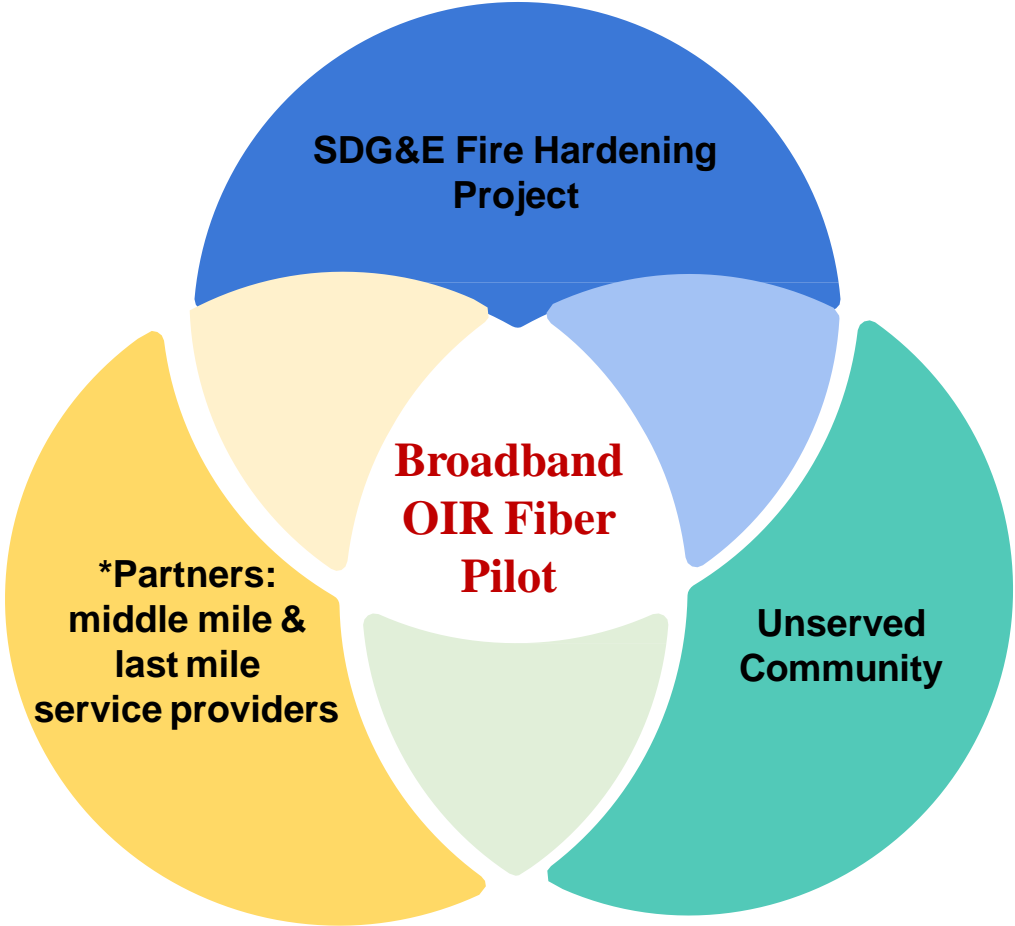 SDG&E Fire Hardening
Project
Broadband
OIR Fiber
Pilot
*Partners:
middle mile &
last mile
service providers
Unserved
Community